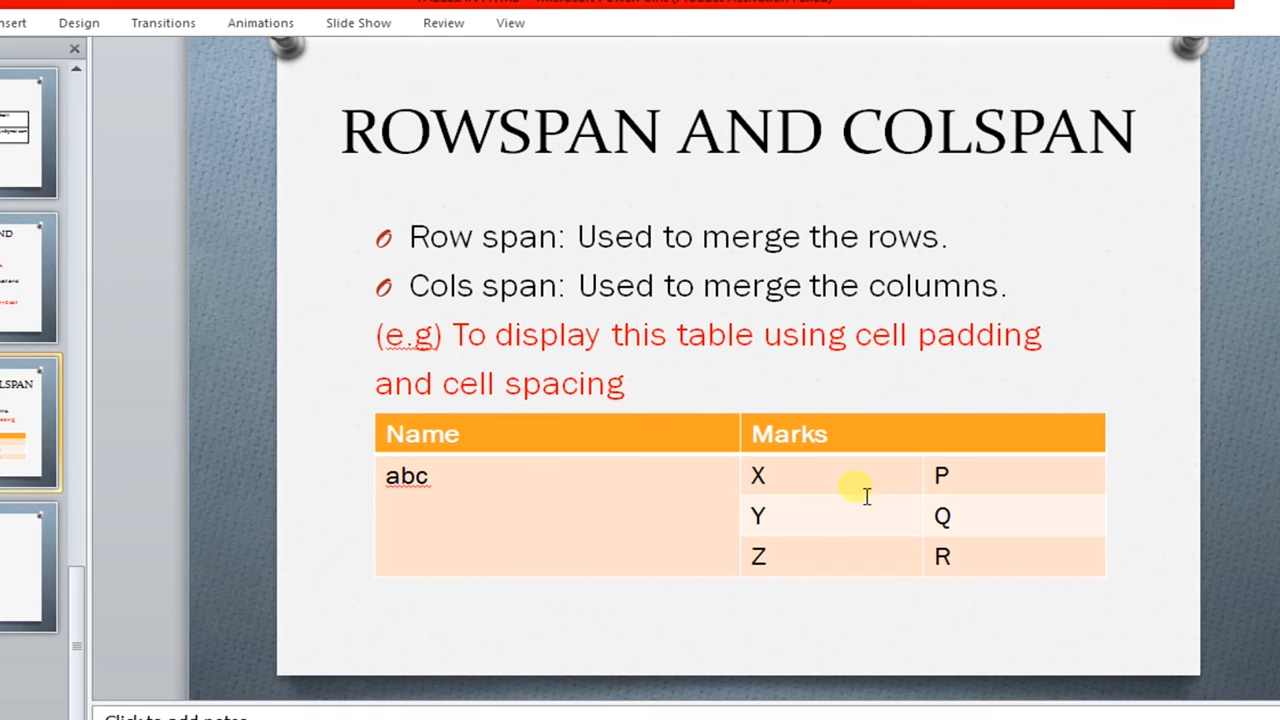 nsert Design Transitions Animations Slide Show Review View
ROWSPAN AND COLSPAN
Row span: Used to merge the rows.
Cols span: Used to merge the columns.
(e.g) To display this table using cell padding
and cell spacing
Name Marks
abc X P
Y Q
Z R
Click to add notes